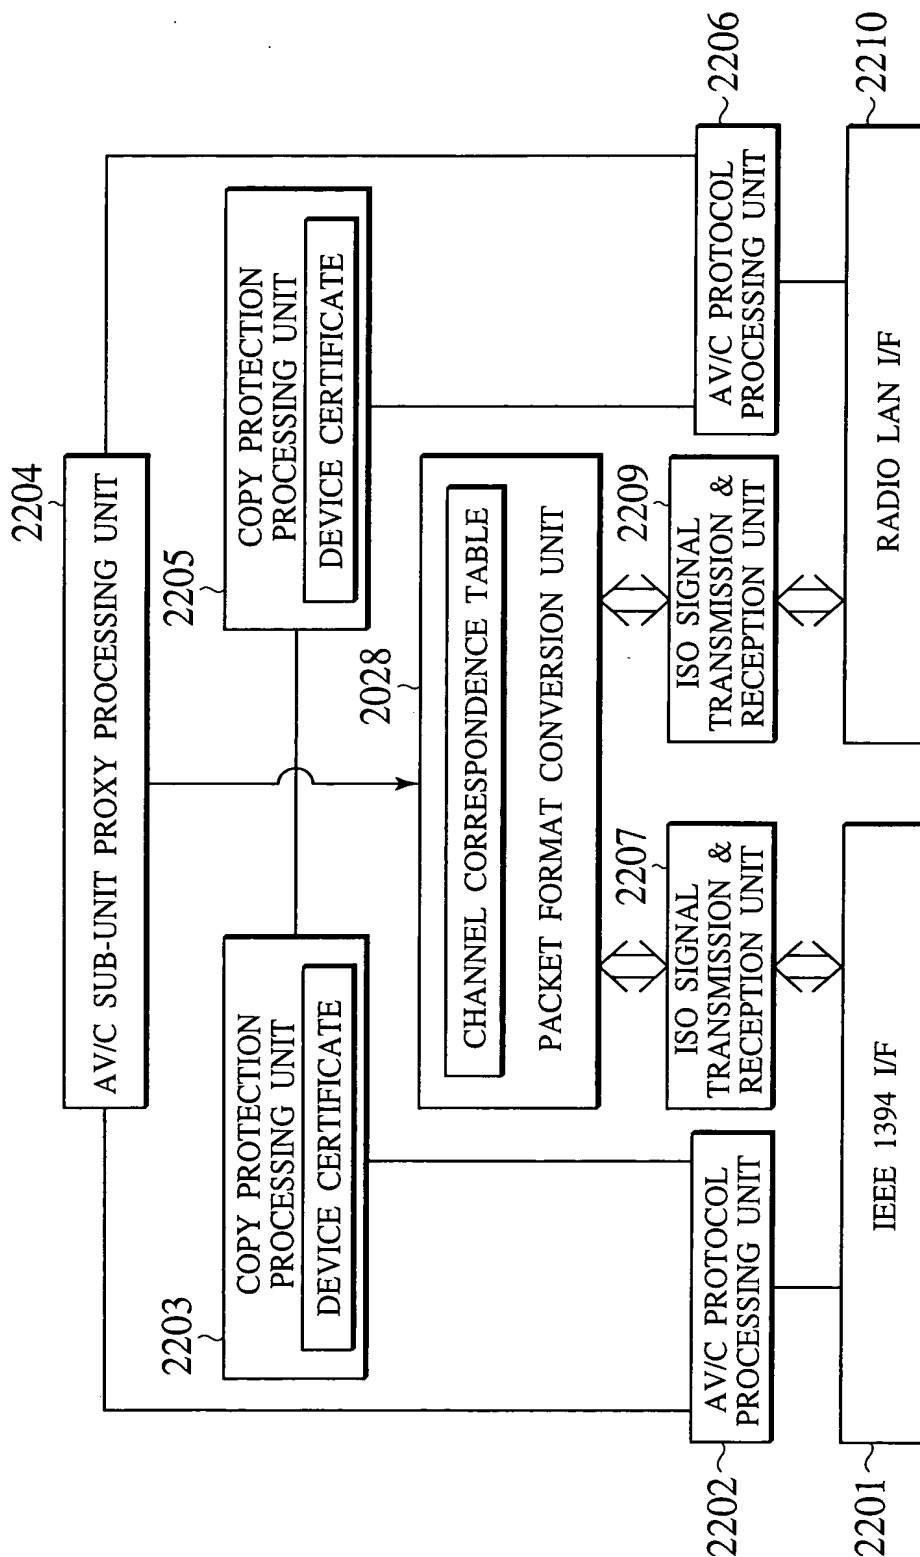 2204
AV/C SUB-UNIT PROXY PROCESSING UNIT
2203
COPY PROTECTION
PROCESSING UNIT
DEVICE CERTIFICATE
2205
COPY PROTECTION
PROCESSING UNIT
DEVICE CERTIFICATE
2028
CHANNEL CORRESPONDENCE TABLE
PACKET FORMAT CONVERSION UNIT
2202
AV/C PROTOCOL
PROCESSING UNIT
2207
ISO SIGNAL
TRANSMISSION &
RECEPTION UNIT
2209
ISO SIGNAL
TRANSMISSION &
RECEPTION UNIT
AV/C PROTOCOL
PROCESSING UNIT
2206
2201
IEEE 1394 I/F
RADIO LAN I/F
2210